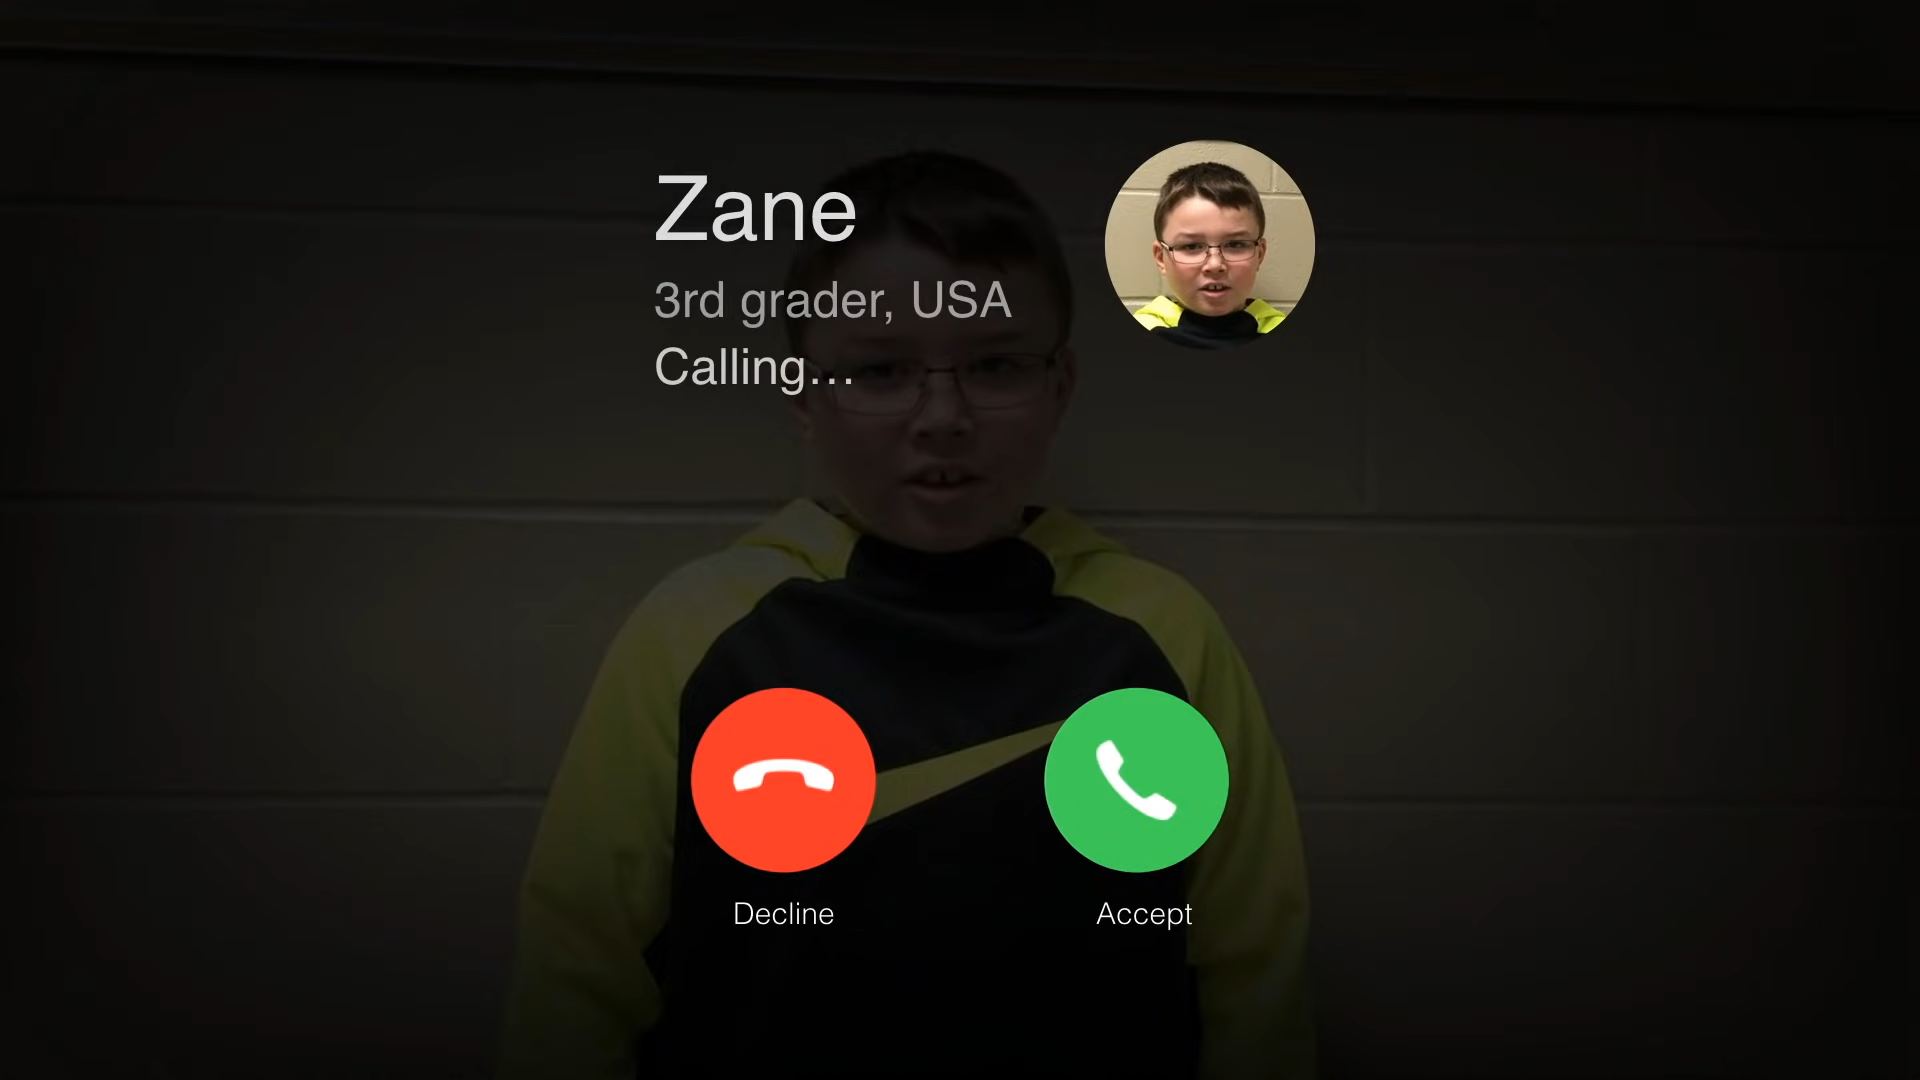 Zane
3rd grader, USA
Calling...
Decline
Accept